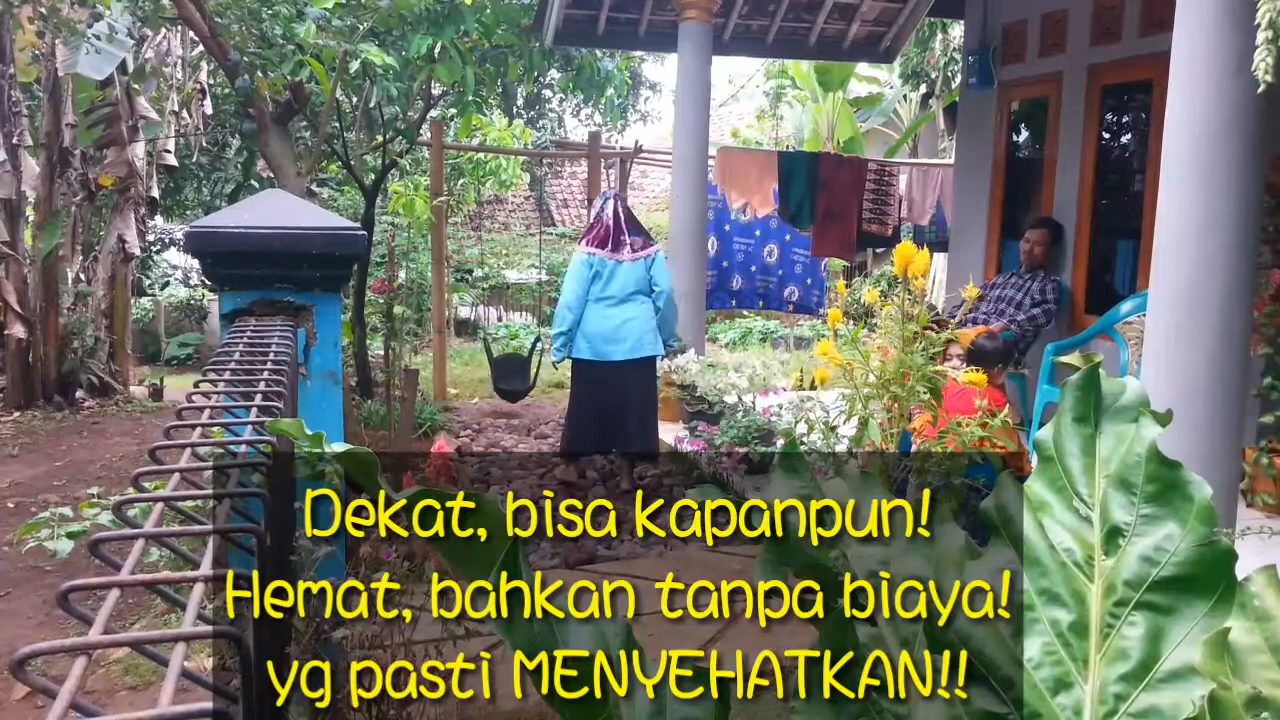 Dekat, bisa kapanpun!
Hemat, bahkan tanpa biaya!
yg pasti MENYEHATKAN!!